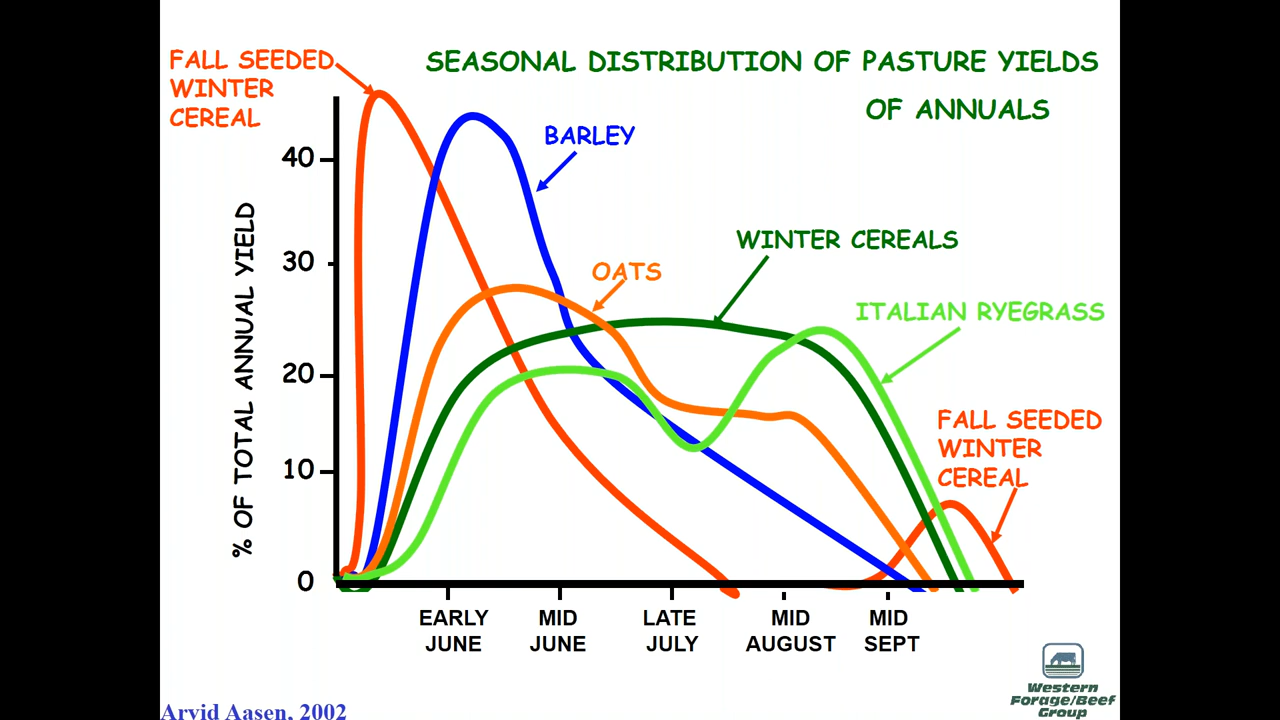 SEASONAL DISTRIBUTION OF PASTURE YIELDS
OF ANNUALS
FALL SEEDED
WINTER
CEREAL
BARLEY
WINTER CEREALS
OATS
ITALIAN RYEGRASS
FALL SEEDED
WINTER
CEREAL
% OF TOTAL ANNUAL YIELD
40
30
20
10
0
EARLY
JUNE
MID
JUNE
LATE
JULY
MID
AUGUST
MID
SEPT
Western
Forage/Beef
Group
Arvid Aasen, 2002